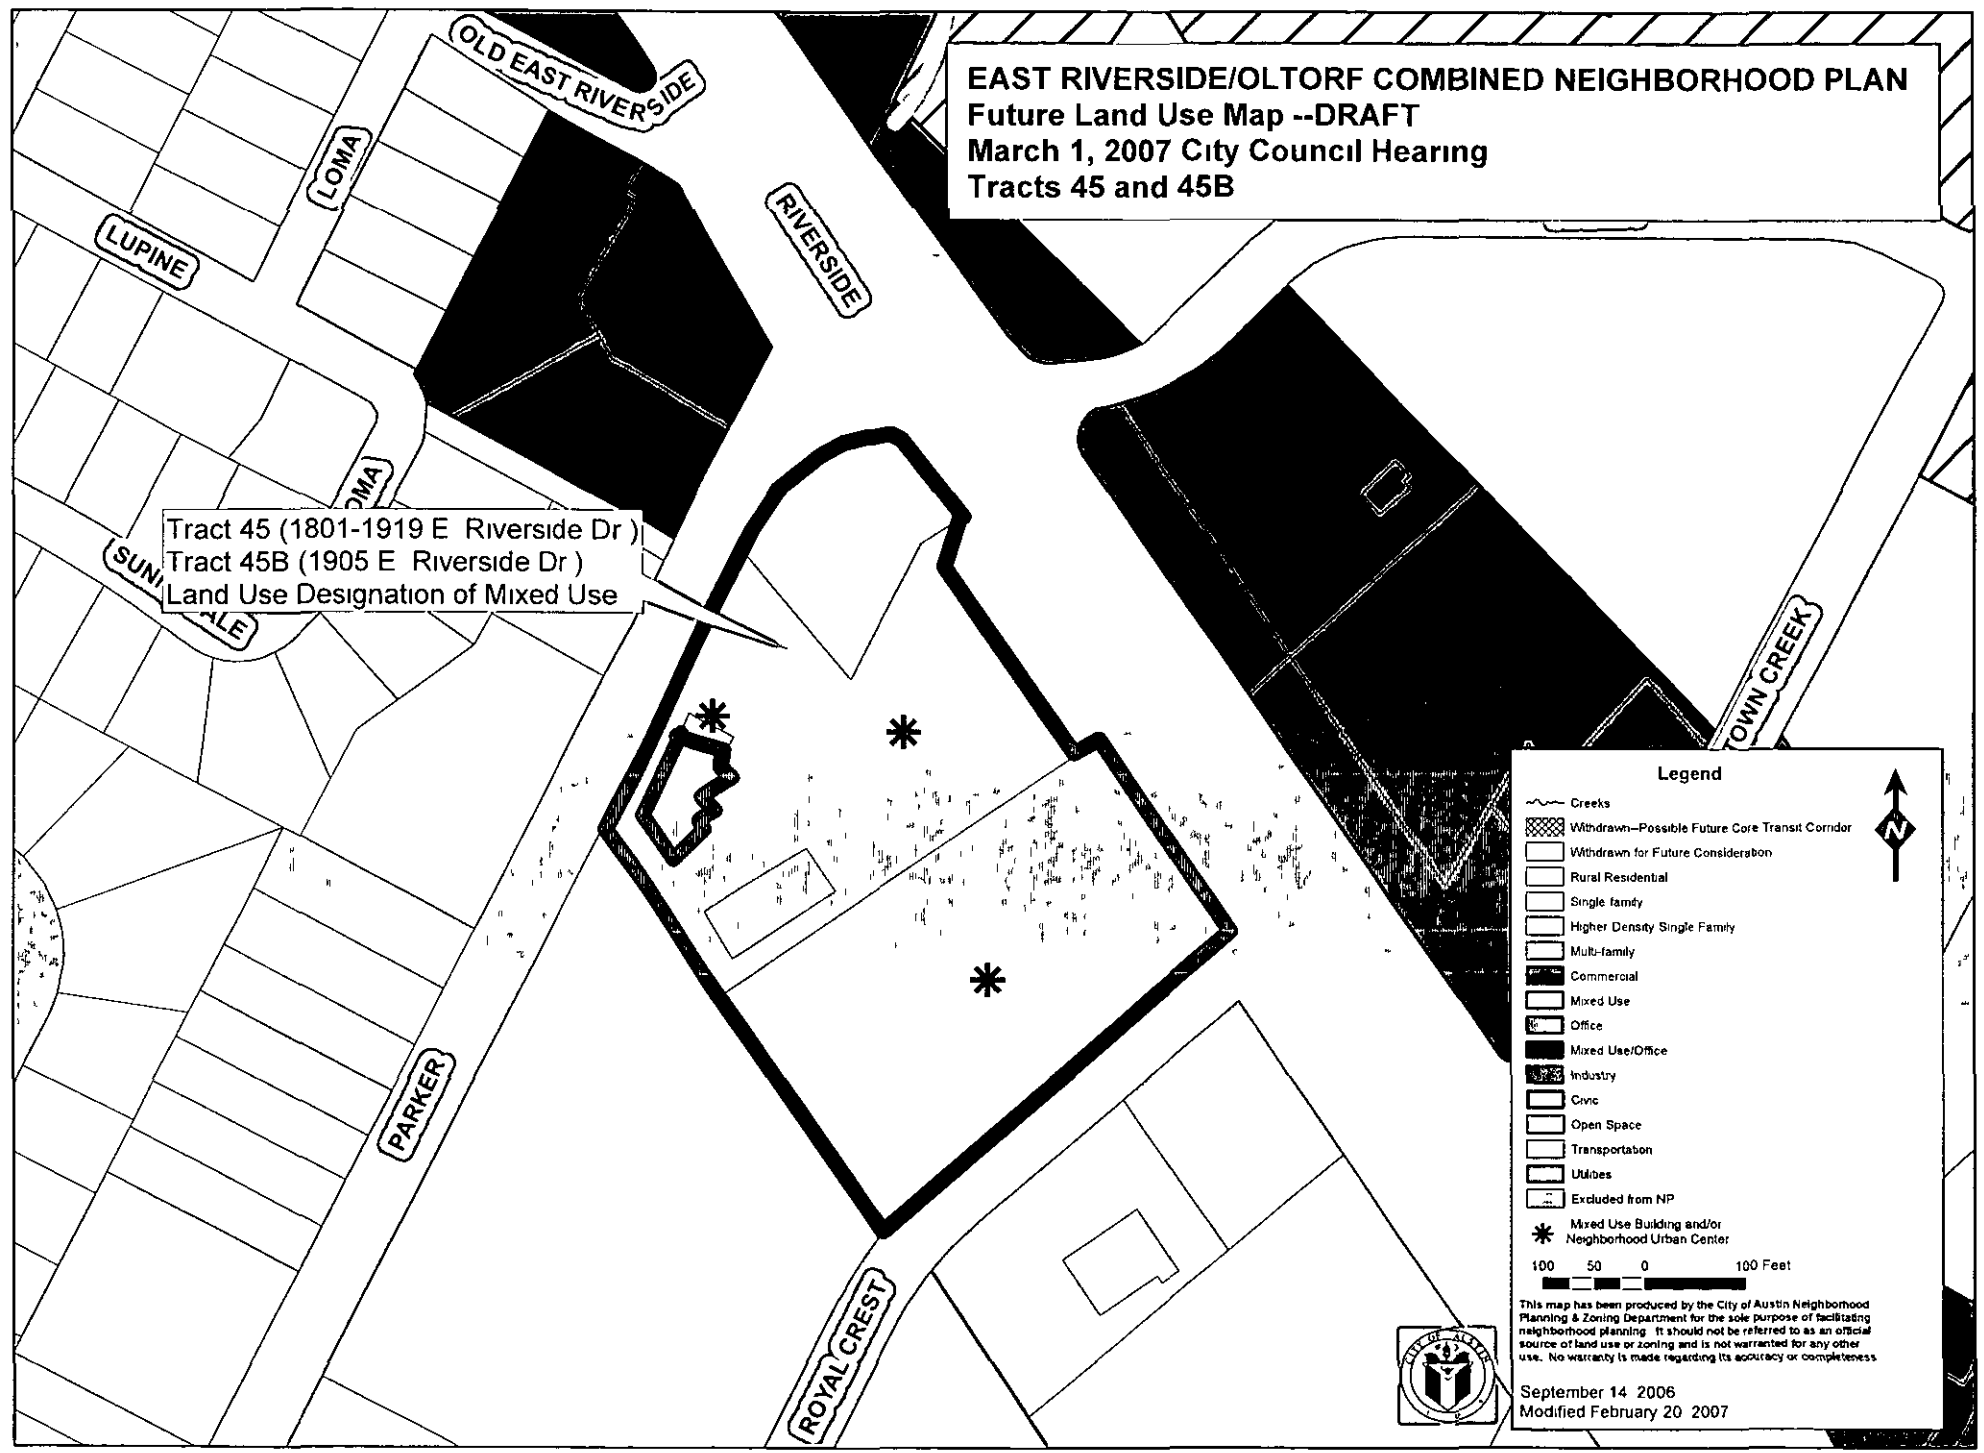 EAST RIVERSIDE/OLTORF COMBINED NEIGHBORHOOD PLAN
Future Land Use Map --DRAFT
March 1, 2007 City Council Hearing
Tracts 45 and 45B
OLD EAST RIVERSIDE
LOMA
LUPINE
RIVERSIDE
OMA
Tract 45 (1801-1919 E Riverside Dr )
Tract 45B (1905 E Riverside Dr )
Land Use Designation of Mixed Use
TOWN CREEK
PARKER
ROYAL CREST
Legend
N
Creeks
Withdrawn--Possible Future Core Transit Corridor
Withdrawn for Future Consideration
Rural Residential
Single family
Higher Density Single Family
Multi-family
Commercial
Mixed Use
Office
Mixed Use/Office
Industry
Civic
Open Space
Transportation
Utilities
Excluded from NP
Mixed Use Building and/or
Neighborhood Urban Center
100 50 0 100 Feet
This map has been produced by the City of Austin Neighborhood
Planning & Zoning Department for the sole purpose of facilitating
neighborhood planning It should not be referred to as an official
source of land use or zoning and is not warranted for any other
use. No warranty is made regarding its accuracy or completeness
September 14 2006
Modified February 20 2007
CITY OF AUSTIN